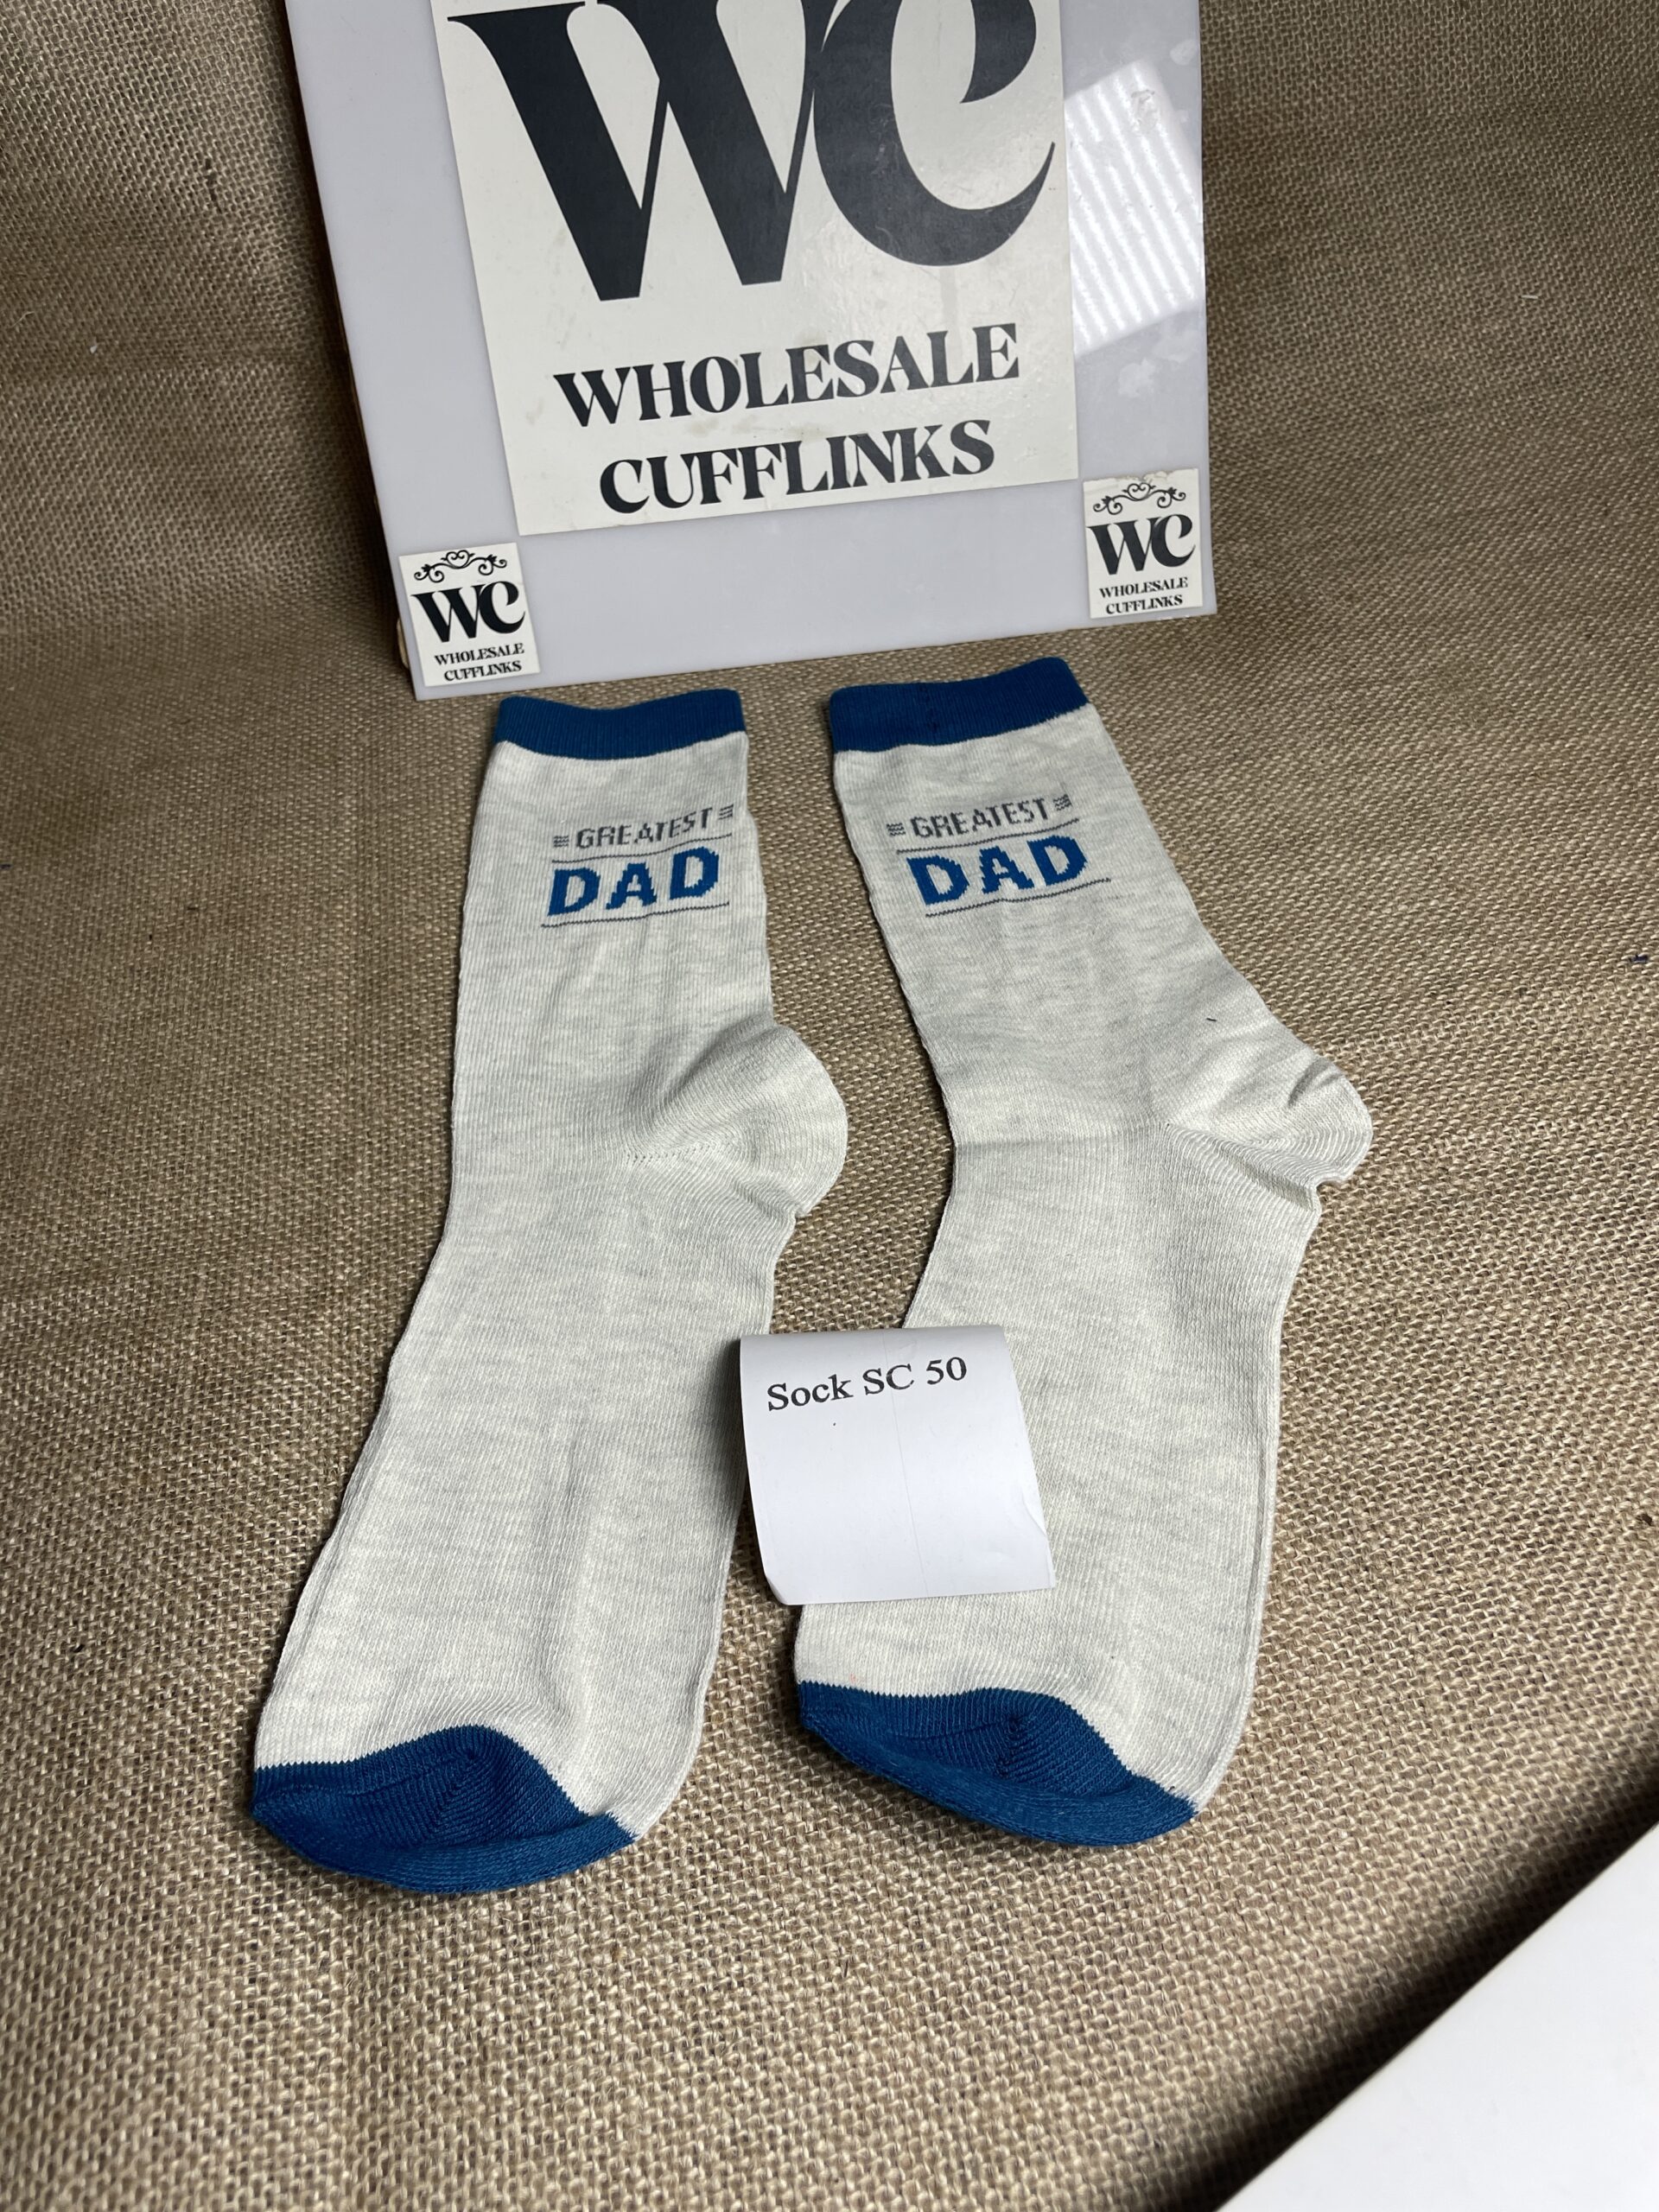 WC
WHOLESALE
CUFFLINKS
WC
WHOLESALE
CUFFLINKS
WC
WHOLESALE
CUFFLINKS
GREATEST
DAD
GREATEST
DAD
Sock SC 50